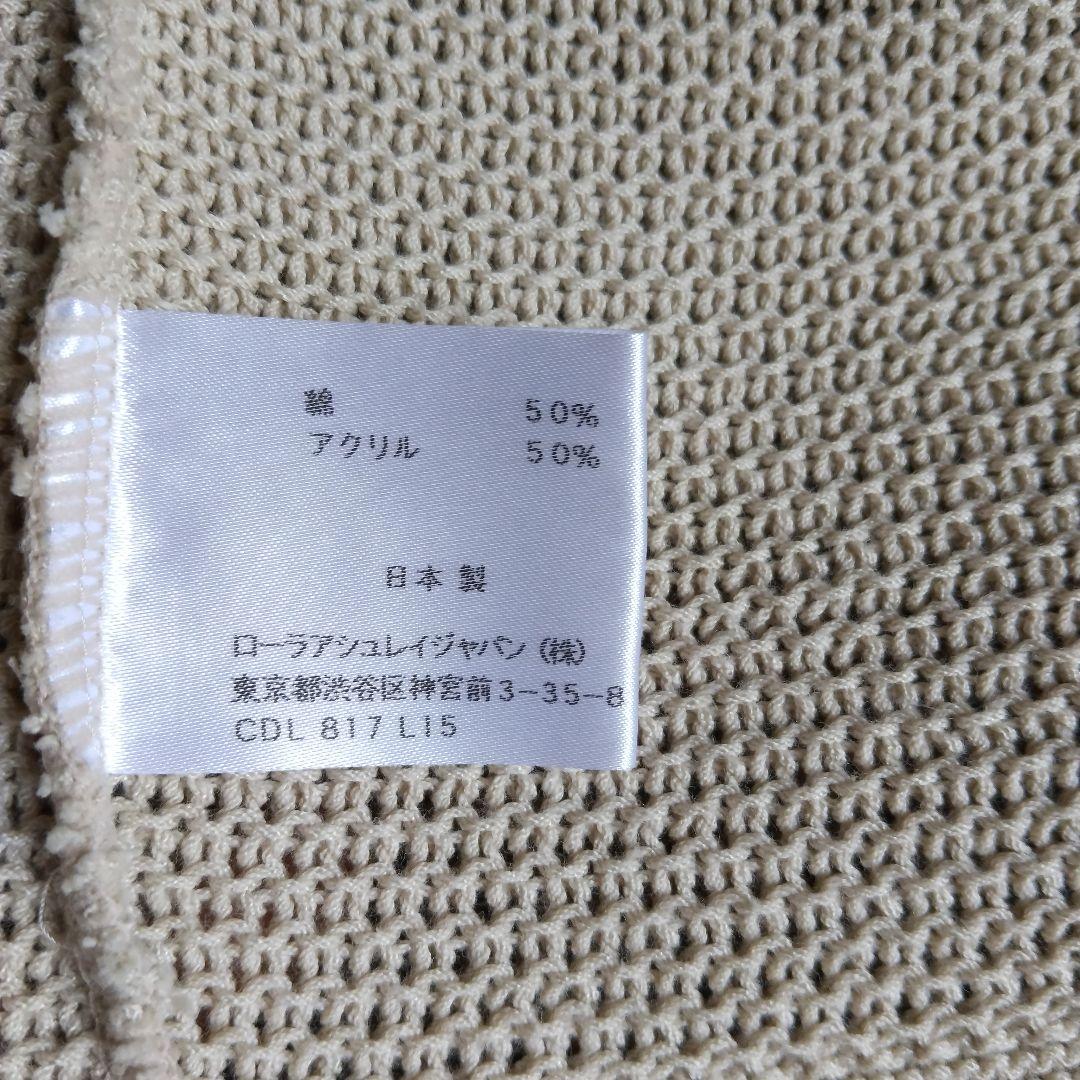 綿 50%
アクリル 50%
日本製
ローラアシュレイジャパン(株)
東京都渋谷区神宮前3-35-8
CDL 817 L15